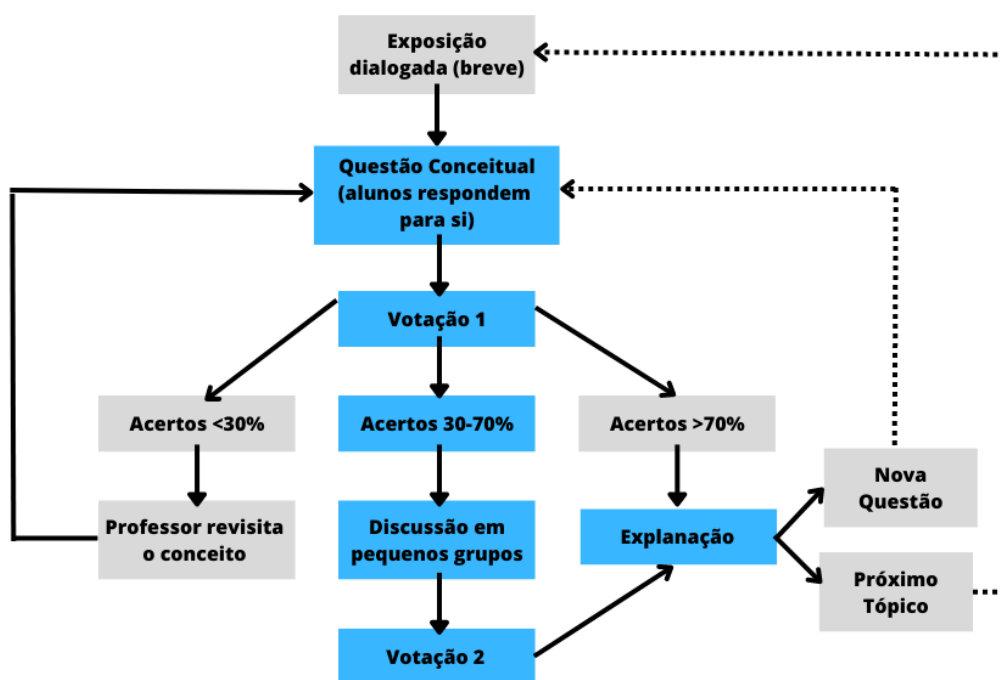 Exposição
dialogada (breve)
Questão Conceitual
(alunos respondem
para si)
Votação 1
Acertos <30%
Acertos 30-70%
Acertos >70%
Professor revisita
o conceito
Discussão em
pequenos grupos
Explanação
Nova
Questão
Próximo
Tópico
Votação 2